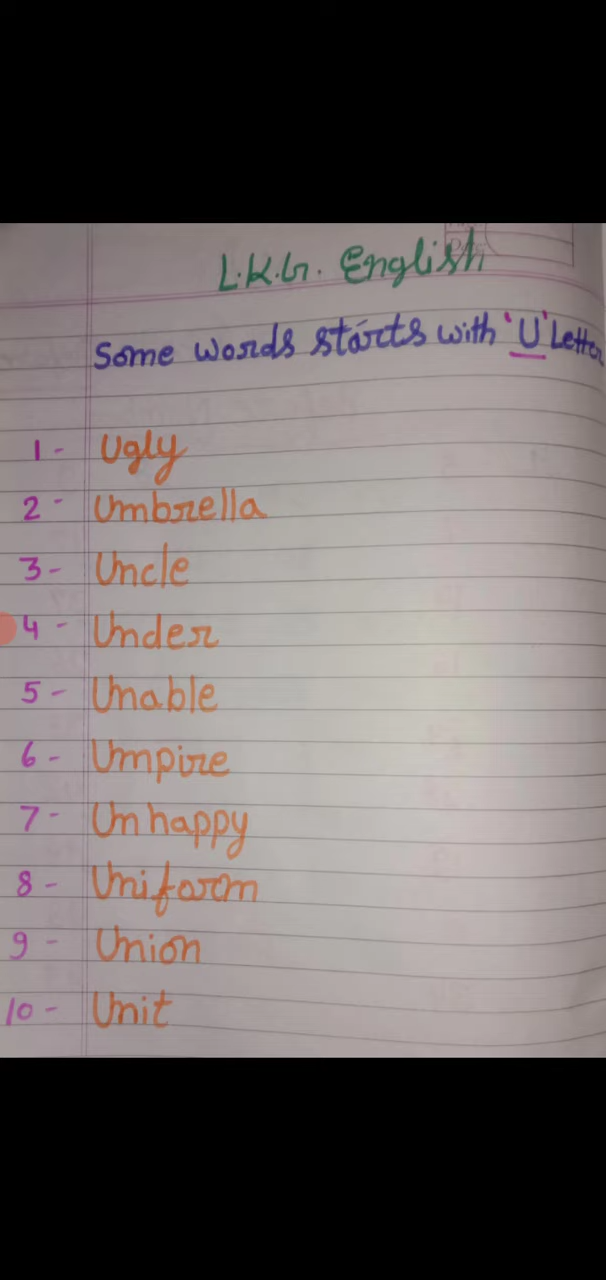 L.K.G. English
Some words starts with 'U' Letter
1- Ugly
2- Umbrella
3- Uncle
4- Under
5- Unable
6- Umpire
7- Unhappy
8- Uniform
9- Union
10- Unit